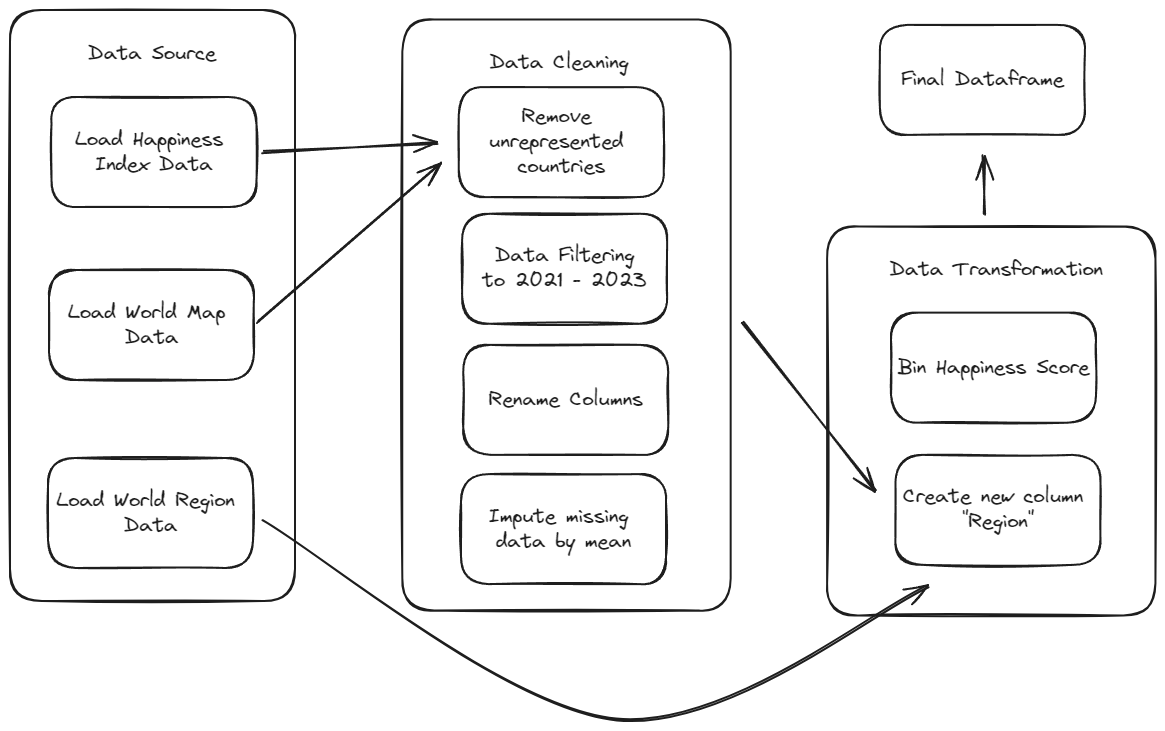 Data Source
Load Happiness
Index Data
Load World Map
Data
Load World Region
Data
Data Cleaning
Remove
unrepresented
countries
Data Filtering
to 2021 - 2023
Rename Columns
Impute missing
data by mean
Final Dataframe
Data Transformation
Bin Happiness Score
Create new column
"Region"